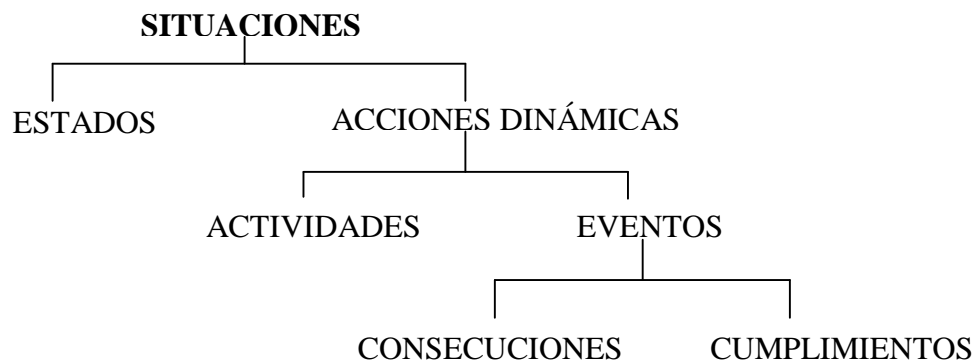 SITUACIONES
ESTADOS ACCIONES DINÁMICAS
ACTIVIDADES EVENTOS
CONSECUCIONES CUMPLIMIENTOS